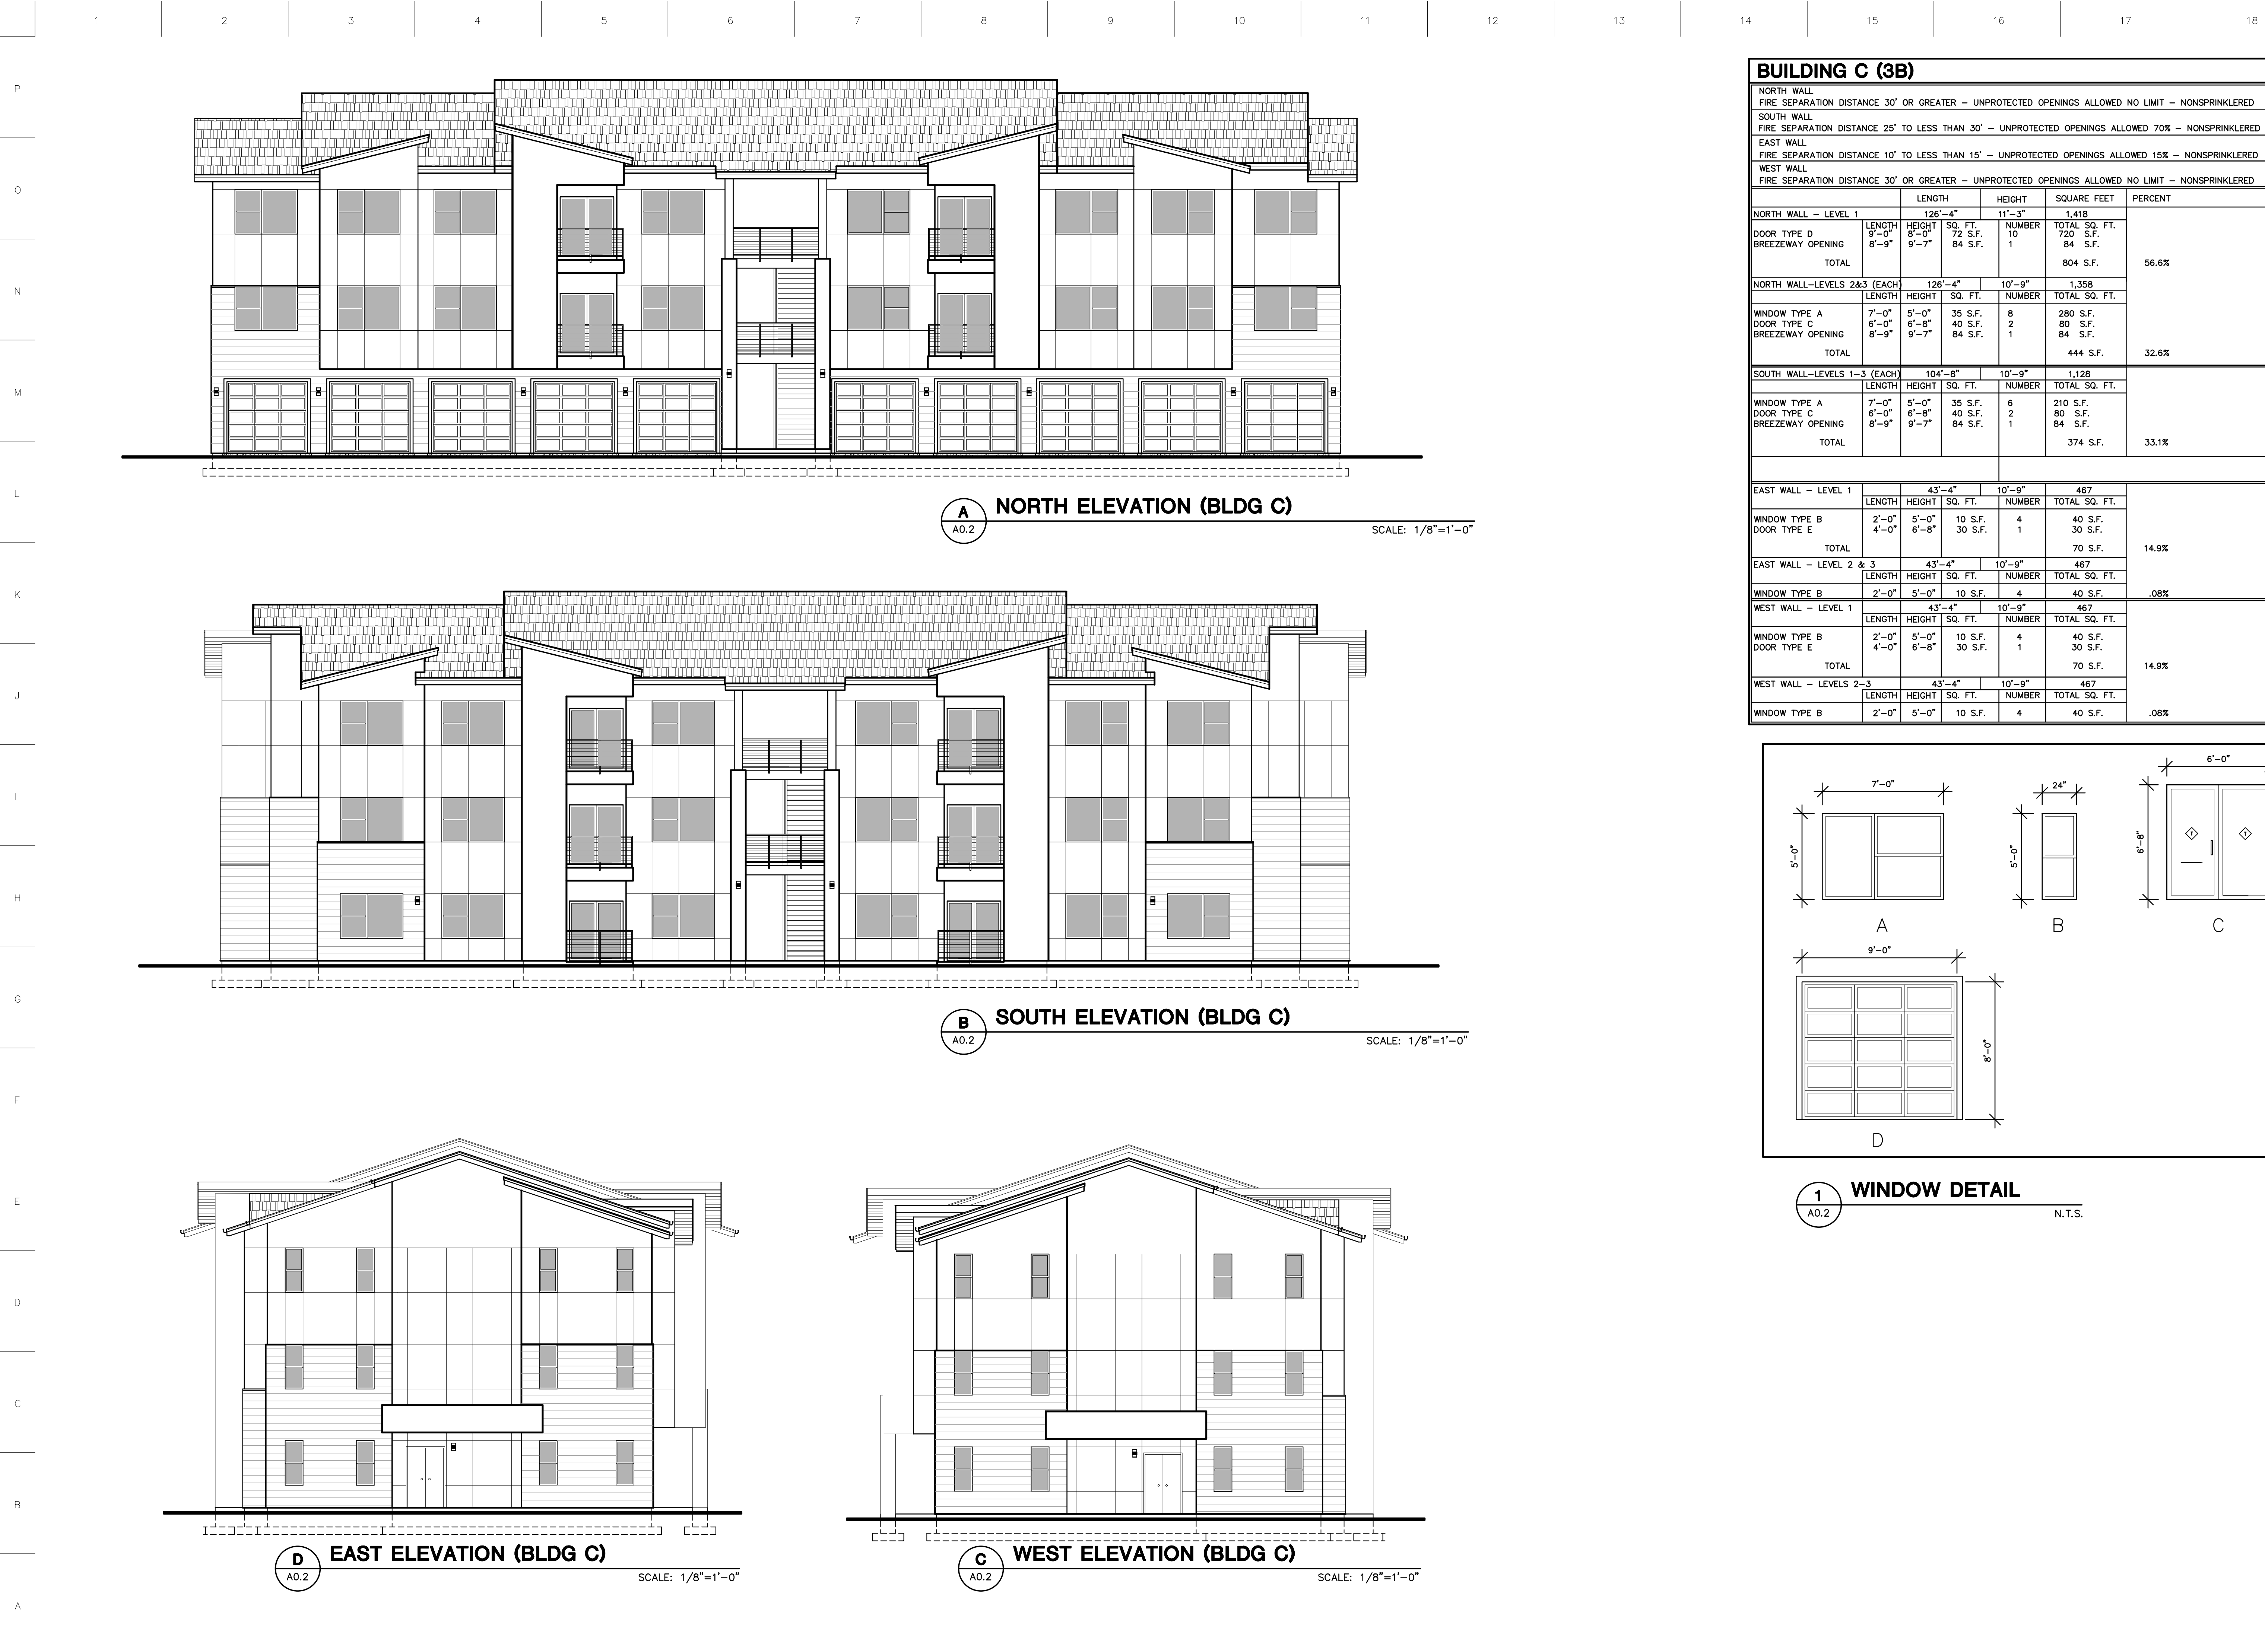 1 2 3 4 5 6 7 8 9 10 11 12 13 14 15 16 17 18
P
O
N
M
L
K
J
I
H
G
F
E
D
C
B
A
A
A0.2
NORTH ELEVATION (BLDG C)
SCALE: 1/8"=1'-0"
B
A0.2
SOUTH ELEVATION (BLDG C)
SCALE: 1/8"=1'-0"
D
A0.2
EAST ELEVATION (BLDG C)
SCALE: 1/8"=1'-0"
C
A0.2
WEST ELEVATION (BLDG C)
SCALE: 1/8"=1'-0"
BUILDING C (3B)
NORTH WALL
FIRE SEPARATION DISTANCE 30' OR GREATER – UNPROTECTED OPENINGS ALLOWED NO LIMIT – NONSPRINKLERED
SOUTH WALL
FIRE SEPARATION DISTANCE 25' TO LESS THAN 30' – UNPROTECTED OPENINGS ALLOWED 70% – NONSPRINKLERED
EAST WALL
FIRE SEPARATION DISTANCE 10' TO LESS THAN 15' – UNPROTECTED OPENINGS ALLOWED 15% – NONSPRINKLERED
WEST WALL
FIRE SEPARATION DISTANCE 30' OR GREATER – UNPROTECTED OPENINGS ALLOWED NO LIMIT – NONSPRINKLERED
LENGTH HEIGHT SQUARE FEET PERCENT
NORTH WALL – LEVEL 1 126'-4" 11'-3" 1,418
LENGTH HEIGHT SQ. FT. NUMBER TOTAL SQ. FT.
DOOR TYPE D 9'-0" 8'-0" 72 S.F. 10 720 S.F.
BREEZEWAY OPENING 8'-9" 9'-7" 84 S.F. 1 84 S.F.
TOTAL 804 S.F. 56.6%
NORTH WALL–LEVELS 2&3 (EACH) 126'-4" 10'-9" 1,358
LENGTH HEIGHT SQ. FT. NUMBER TOTAL SQ. FT.
WINDOW TYPE A 7'-0" 5'-0" 35 S.F. 8 280 S.F.
DOOR TYPE C 6'-0" 6'-8" 40 S.F. 2 80 S.F.
BREEZEWAY OPENING 8'-9" 9'-7" 84 S.F. 1 84 S.F.
TOTAL 444 S.F. 32.6%
SOUTH WALL–LEVELS 1–3 (EACH) 104'-8" 10'-9" 1,128
LENGTH HEIGHT SQ. FT. NUMBER TOTAL SQ. FT.
WINDOW TYPE A 7'-0" 5'-0" 35 S.F. 6 210 S.F.
DOOR TYPE C 6'-0" 6'-8" 40 S.F. 2 80 S.F.
BREEZEWAY OPENING 8'-9" 9'-7" 84 S.F. 1 84 S.F.
TOTAL 374 S.F. 33.1%
EAST WALL – LEVEL 1 43'-4" 10'-9" 467
LENGTH HEIGHT SQ. FT. NUMBER TOTAL SQ. FT.
WINDOW TYPE B 2'-0" 5'-0" 10 S.F. 4 40 S.F.
DOOR TYPE E 4'-0" 6'-8" 30 S.F. 1 30 S.F.
TOTAL 70 S.F. 14.9%
EAST WALL – LEVEL 2 & 3 43'-4" 10'-9" 467
LENGTH HEIGHT SQ. FT. NUMBER TOTAL SQ. FT.
WINDOW TYPE B 2'-0" 5'-0" 10 S.F. 4 40 S.F. .08%
WEST WALL – LEVEL 1 43'-4" 10'-9" 467
LENGTH HEIGHT SQ. FT. NUMBER TOTAL SQ. FT.
WINDOW TYPE B 2'-0" 5'-0" 10 S.F. 4 40 S.F.
DOOR TYPE E 4'-0" 6'-8" 30 S.F. 1 30 S.F.
TOTAL 70 S.F. 14.9%
WEST WALL – LEVELS 2–3 43'-4" 10'-9" 467
LENGTH HEIGHT SQ. FT. NUMBER TOTAL SQ. FT.
WINDOW TYPE B 2'-0" 5'-0" 10 S.F. 4 40 S.F. .08%
7'-0"
5'-0"
A
24"
5'-0"
B
6'-0"
6'-8"
T T
C
9'-0"
8'-0"
D
1
A0.2
WINDOW DETAIL
N.T.S.